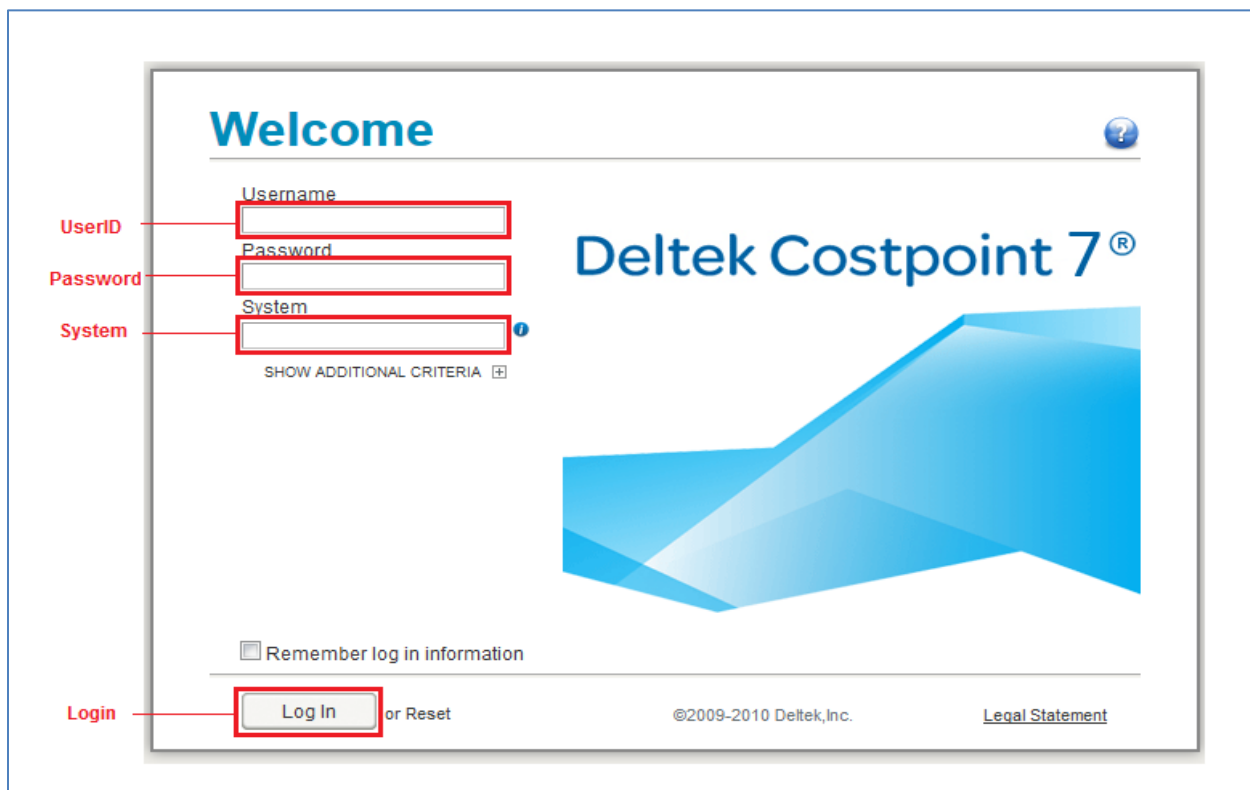 Welcome
?
Username
UserID
Password
Password
System
System
i
SHOW ADDITIONAL CRITERIA +
Deltek Costpoint 7®
Remember log in information
Login
Log In or Reset
©2009-2010 Deltek,Inc.
Legal Statement